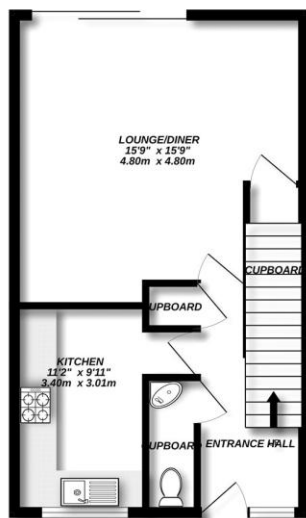 LOUNGE/DINER
15'9" x 15'9"
4.80m x 4.80m
CUPBOARD
CUPBOARD
KITCHEN
11'2" x 9'11"
3.40m x 3.01m
CUPBOARD
ENTRANCE HALL